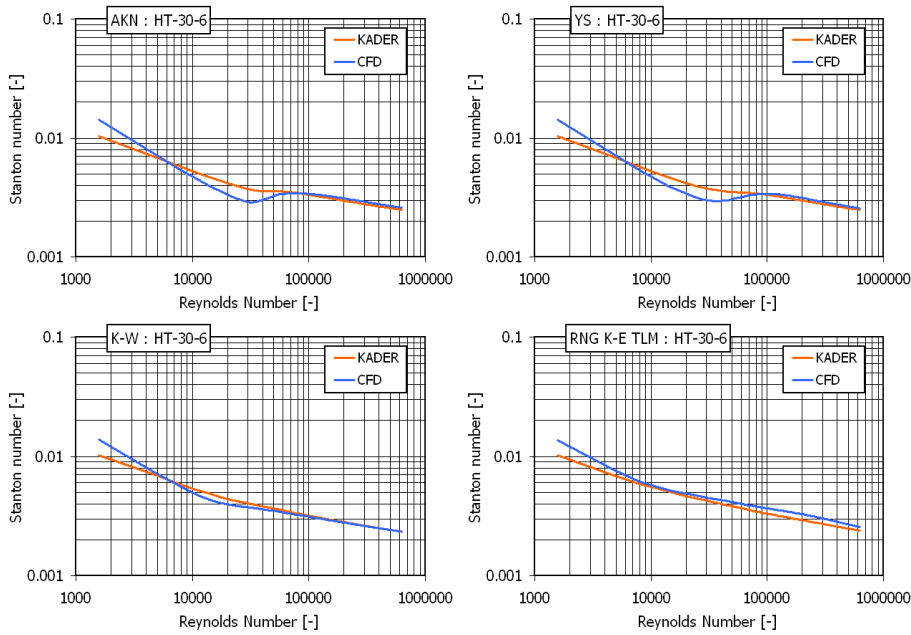 AKN : HT-30-6
0.1
0.01
0.001
Stanton number [-]
KADER
CFD
1000
10000
100000
1000000
Reynolds Number [-]
YS : HT-30-6
0.1
0.01
0.001
Stanton number [-]
KADER
CFD
1000
10000
100000
1000000
Reynolds Number [-]
K-W : HT-30-6
0.1
0.01
0.001
Stanton number [-]
KADER
CFD
1000
10000
100000
1000000
Reynolds Number [-]
RNG K-E TLM : HT-30-6
0.1
0.01
0.001
Stanton number [-]
KADER
CFD
1000
10000
100000
1000000
Reynolds Number [-]